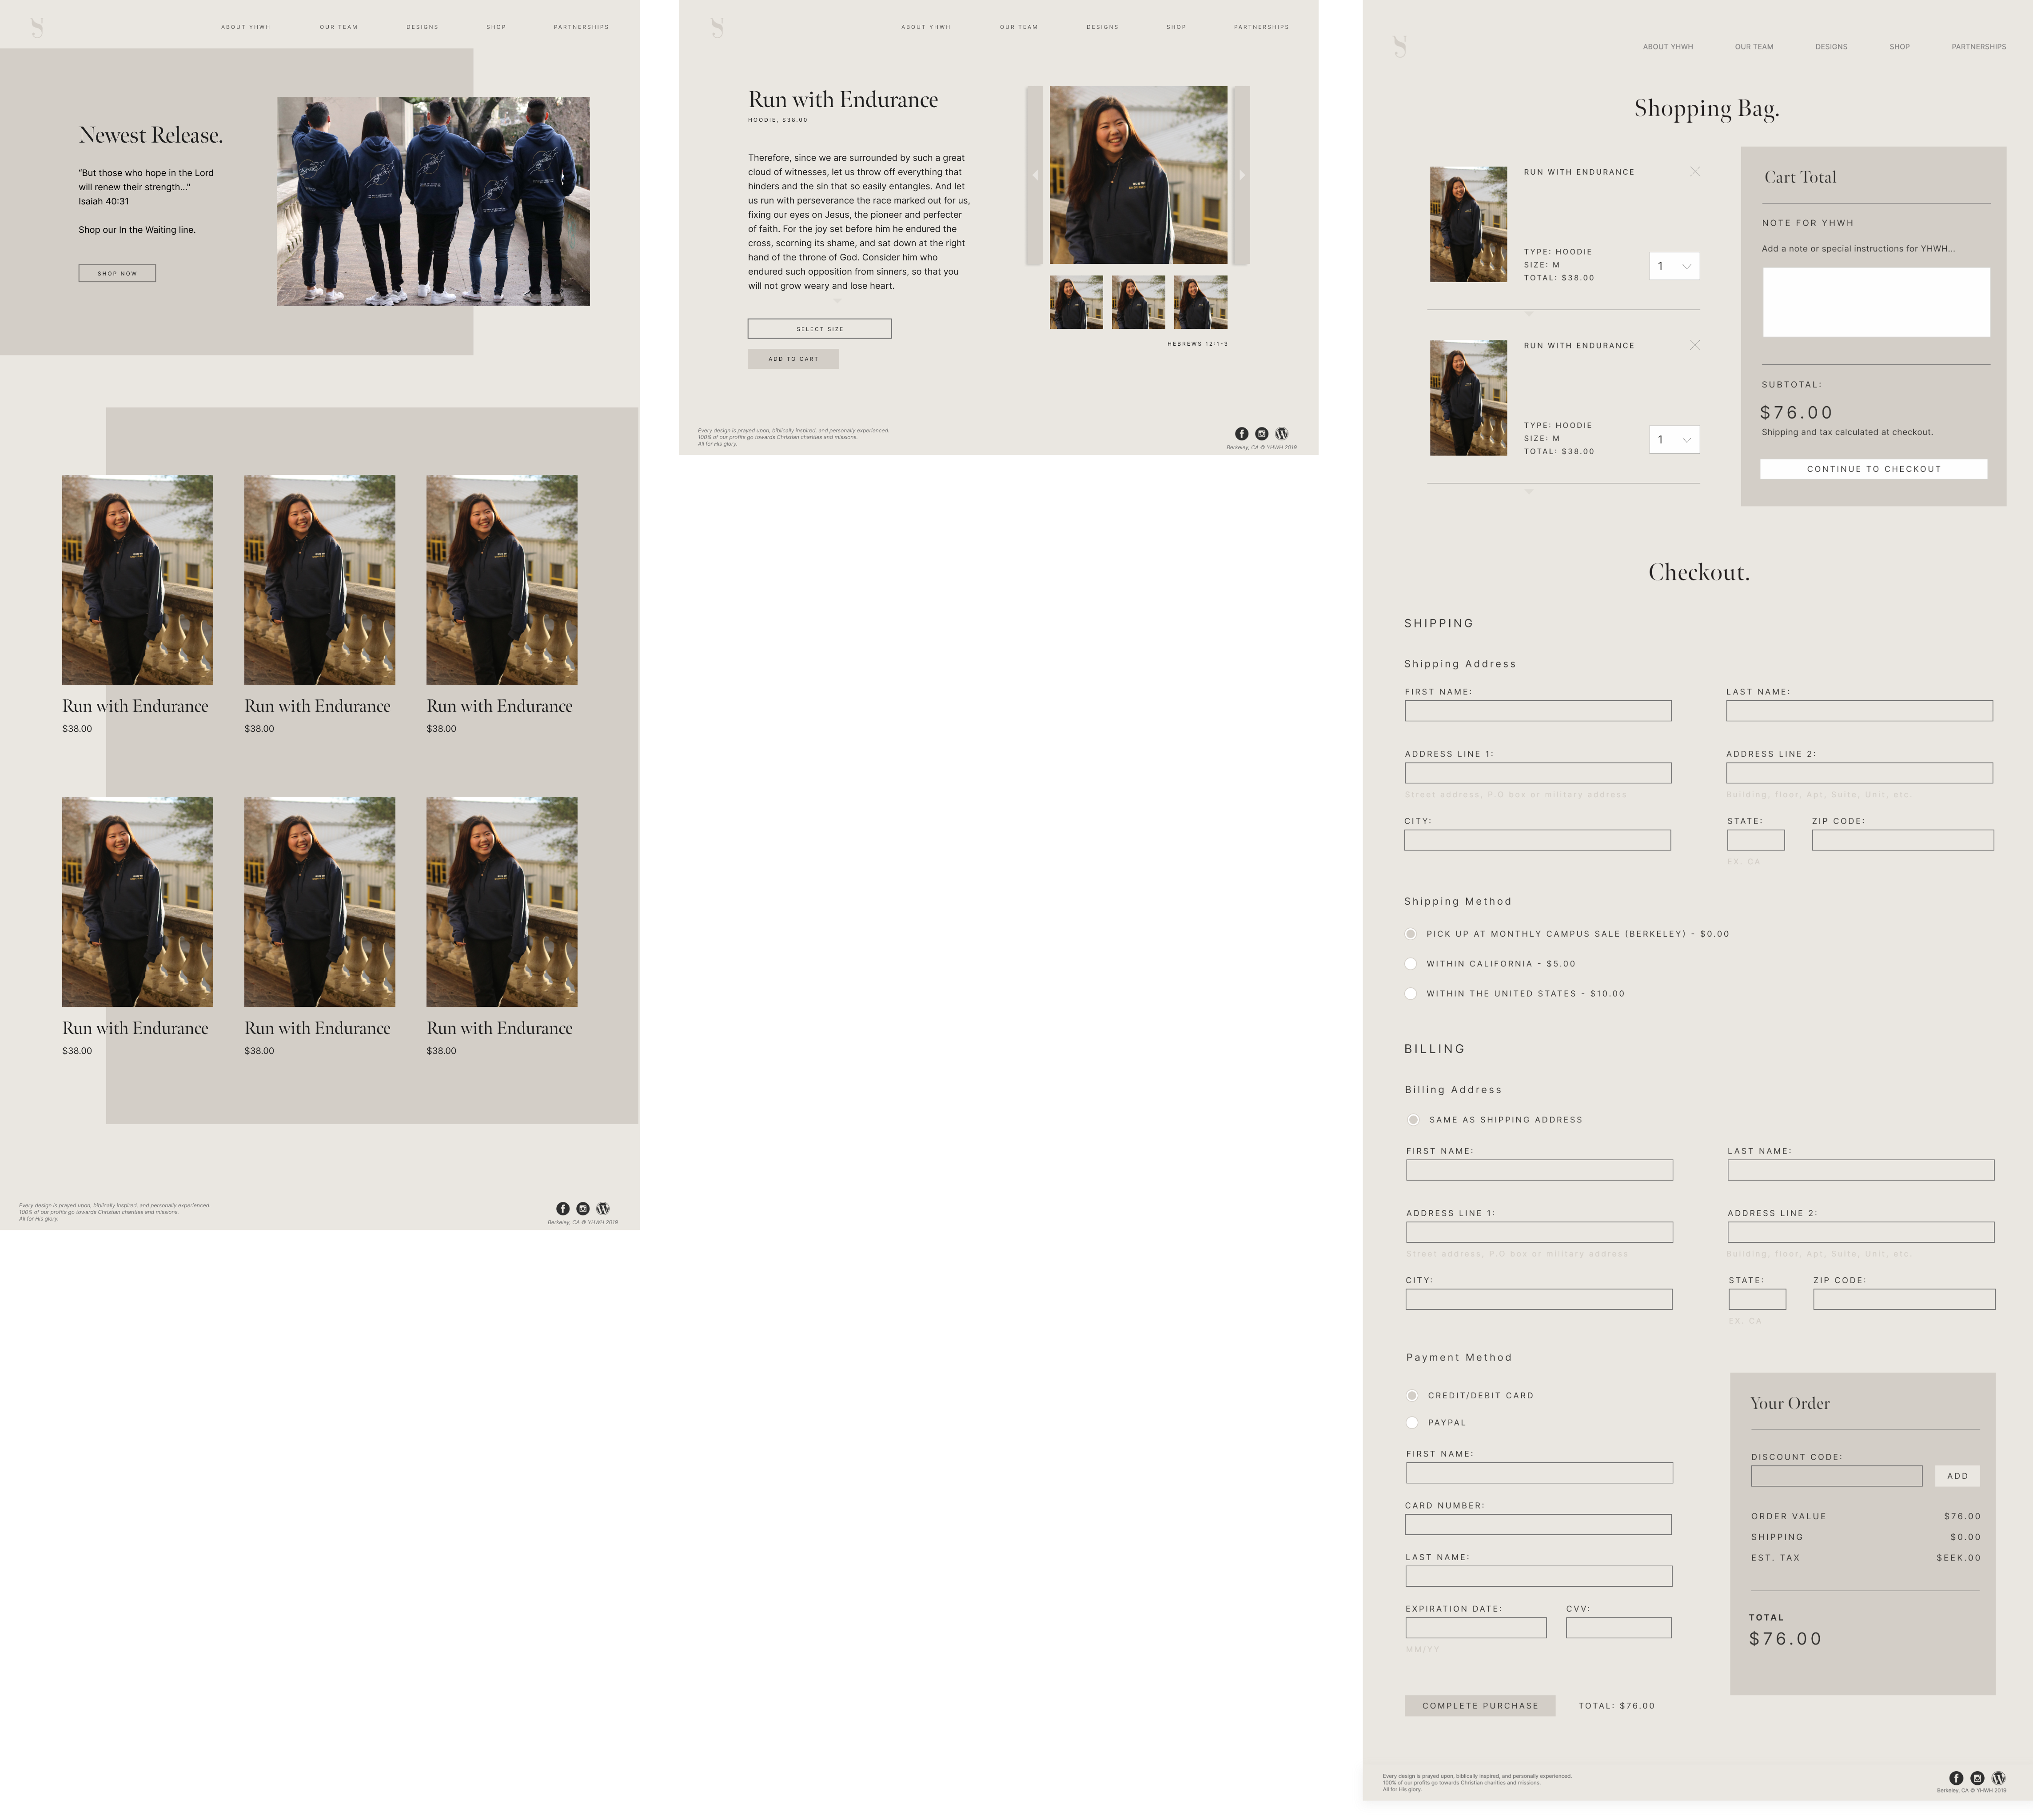 ABOUT YHWH
OUR TEAM
DESIGNS
SHOP
PARTNERSHIPS
Newest Release.
“But those who hope in the Lord
will renew their strength...”
Isaiah 40:31
Shop our In the Waiting line.
SHOP NOW
Run with Endurance
$38.00
Run with Endurance
$38.00
Run with Endurance
$38.00
Run with Endurance
$38.00
Run with Endurance
$38.00
Run with Endurance
$38.00
Every design is prayed upon, biblically inspired, and personally experienced.
100% of our profits go towards Christian charities and missions.
All for His glory.
Berkeley, CA © YHWH 2019
ABOUT YHWH
OUR TEAM
DESIGNS
SHOP
PARTNERSHIPS
Run with Endurance
HOODIE, $38.00
Therefore, since we are surrounded by such a great
cloud of witnesses, let us throw off everything that
hinders and the sin that so easily entangles. And let
us run with perseverance the race marked out for us,
fixing our eyes on Jesus, the pioneer and perfecter
of faith. For the joy set before him he endured the
cross, scorning its shame, and sat down at the right
hand of the throne of God. Consider him who
endured such opposition from sinners, so that you
will not grow weary and lose heart.
SELECT SIZE
ADD TO CART
HEBREWS 12:1-3
Every design is prayed upon, biblically inspired, and personally experienced.
100% of our profits go towards Christian charities and missions.
All for His glory.
Berkeley, CA © YHWH 2019
ABOUT YHWH
OUR TEAM
DESIGNS
SHOP
PARTNERSHIPS
Shopping Bag.
RUN WITH ENDURANCE
TYPE: HOODIE
SIZE: M
TOTAL: $38.00
1
RUN WITH ENDURANCE
TYPE: HOODIE
SIZE: M
TOTAL: $38.00
1
Cart Total
NOTE FOR YHWH
Add a note or special instructions for YHWH...
SUBTOTAL:
$76.00
Shipping and tax calculated at checkout.
CONTINUE TO CHECKOUT
Checkout.
SHIPPING
Shipping Address
FIRST NAME:
LAST NAME:
ADDRESS LINE 1:
ADDRESS LINE 2:
Street address, P.O box or military address
Building, floor, Apt, Suite, Unit, etc.
CITY:
STATE:
ZIP CODE:
EX. CA
Shipping Method
PICK UP AT MONTHLY CAMPUS SALE (BERKELEY) - $0.00
WITHIN CALIFORNIA - $5.00
WITHIN THE UNITED STATES - $10.00
BILLING
Billing Address
SAME AS SHIPPING ADDRESS
FIRST NAME:
LAST NAME:
ADDRESS LINE 1:
ADDRESS LINE 2:
Street address, P.O box or military address
Building, floor, Apt, Suite, Unit, etc.
CITY:
STATE:
ZIP CODE:
EX. CA
Payment Method
CREDIT/DEBIT CARD
PAYPAL
FIRST NAME:
CARD NUMBER:
LAST NAME:
EXPIRATION DATE:
CVV:
MM/YY
COMPLETE PURCHASE
TOTAL: $76.00
Your Order
DISCOUNT CODE:
ADD
ORDER VALUE $76.00
SHIPPING $0.00
EST. TAX $EEK.00
TOTAL
$76.00
Every design is prayed upon, biblically inspired, and personally experienced.
100% of our profits go towards Christian charities and missions.
All for His glory.
Berkeley, CA © YHWH 2019